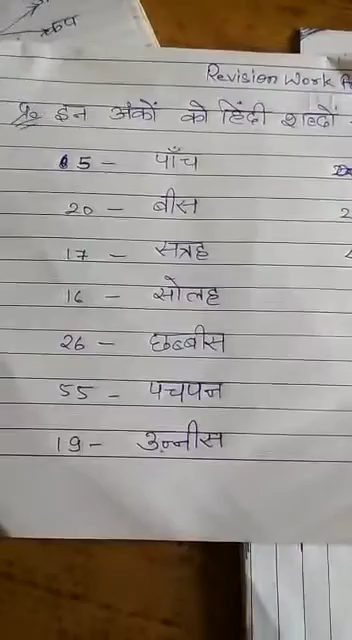 Revision Work
प्र० इन अंकों को हिंदी शब्दों
5 - पाँच
20 - बीस
17 - सत्रह
16 - सोलह
26 - छब्बीस
55 - पचपन
19 - उन्नीस